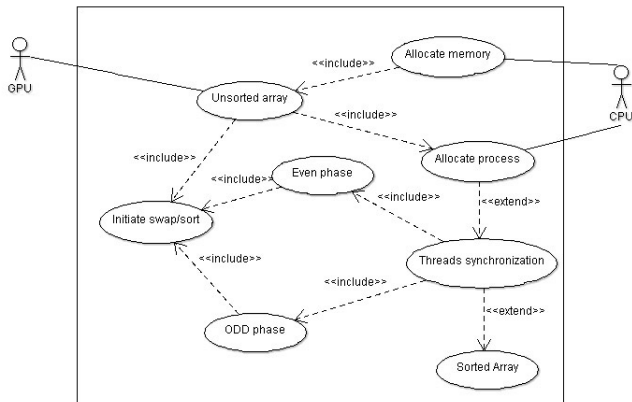 Allocate memory
<<include>>
GPU
Unsorted array
CPU
<<include>>
<<include>>
Allocate process
Even phase
<<include>>
<<include>>
<<extend>>
Initiate swap/sort
<<include>>
Threads synchronization
<<include>>
<<extend>>
ODD phase
Sorted Array